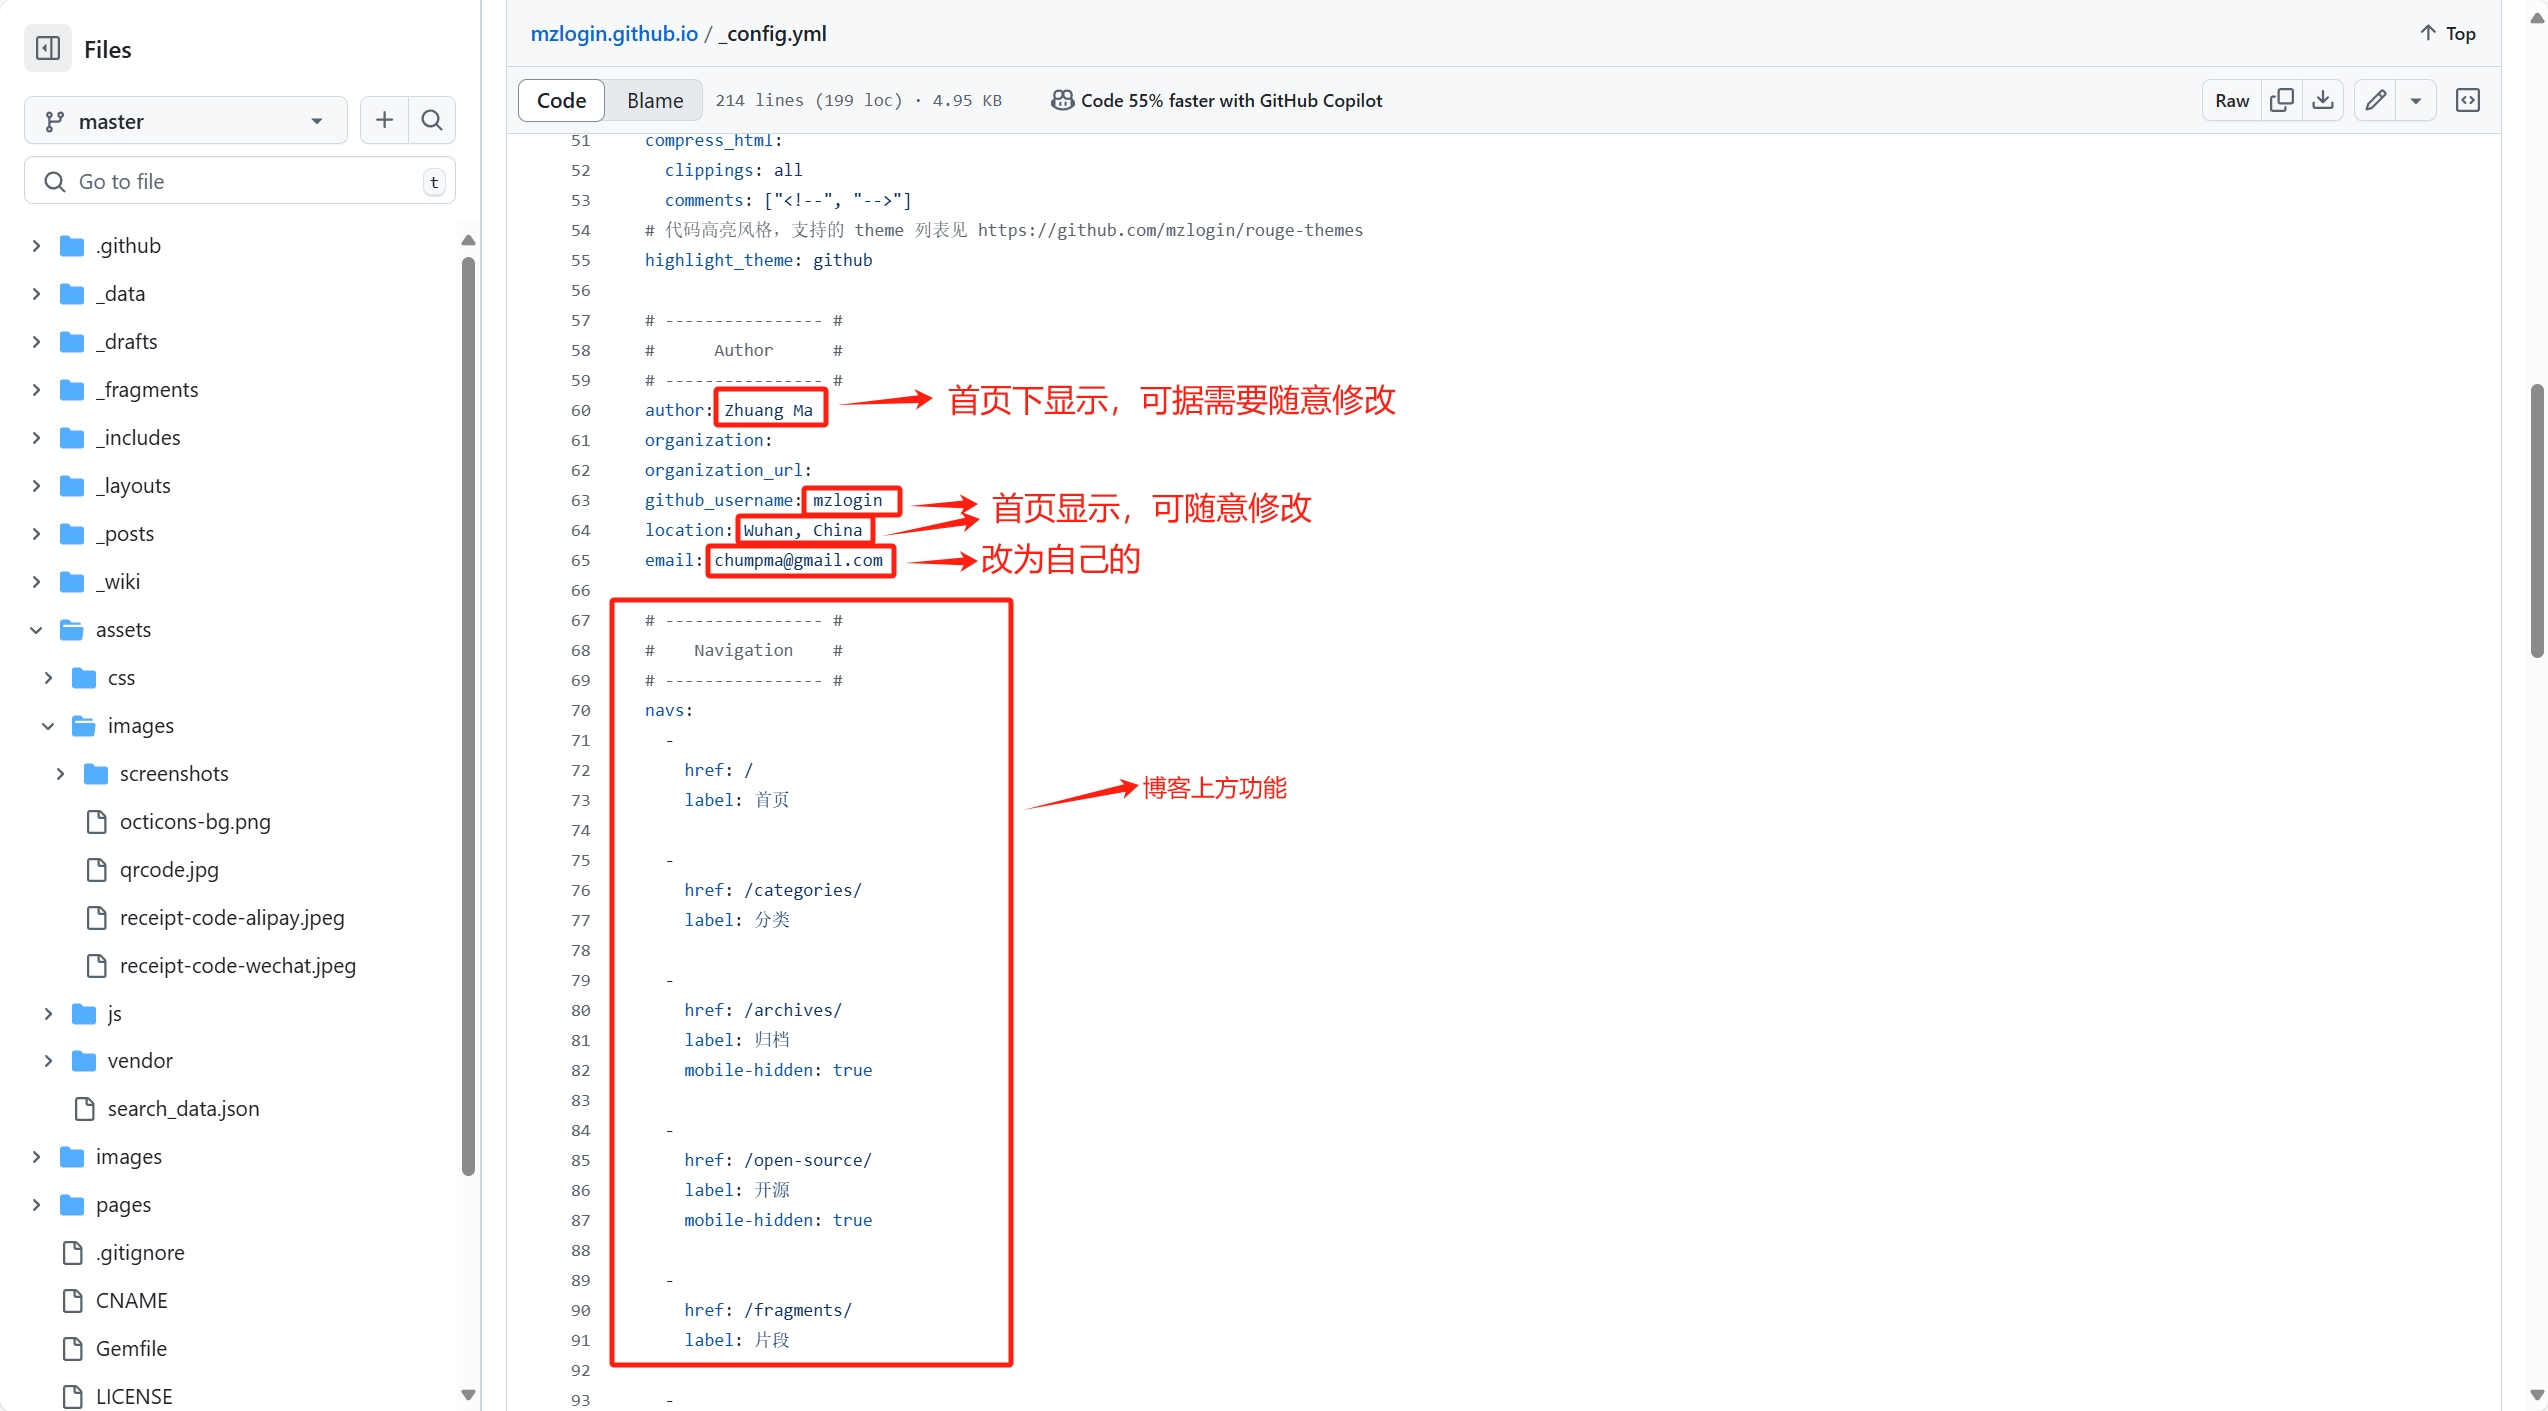 Files
master
Go to file
t
.github
_data
_drafts
_fragments
_includes
_layouts
_posts
_wiki
assets
css
images
screenshots
octicons-bg.png
qrcode.jpg
receipt-code-alipay.jpeg
receipt-code-wechat.jpeg
js
vendor
search_data.json
images
pages
.gitignore
CNAME
Gemfile
LICENSE
mzlogin.github.io / _config.yml
Top
Code Blame 214 lines (199 loc) · 4.95 KB Code 55% faster with GitHub Copilot Raw
51 compress_html:
52 clippings: all
53 comments: ["<!--", "-->"]
54 # 代码高亮风格，支持的 theme 列表见 https://github.com/mzlogin/rouge-themes
55 highlight_theme: github
56
57 # ---------------- #
58 # Author #
59 # ---------------- #
60 author: Zhuang Ma 首页下显示，可据需要随意修改
61 organization:
62 organization_url:
63 github_username: mzlogin 首页显示，可随意修改
64 location: Wuhan, China
65 email: chumpma@gmail.com 改为自己的
66
67 # ---------------- #
68 # Navigation #
69 # ---------------- #
70 navs:
71 -
72 href: /
73 label: 首页
博客上方功能
74
75 -
76 href: /categories/
77 label: 分类
78
79 -
80 href: /archives/
81 label: 归档
82 mobile-hidden: true
83
84 -
85 href: /open-source/
86 label: 开源
87 mobile-hidden: true
88
89 -
90 href: /fragments/
91 label: 片段
92
93 -